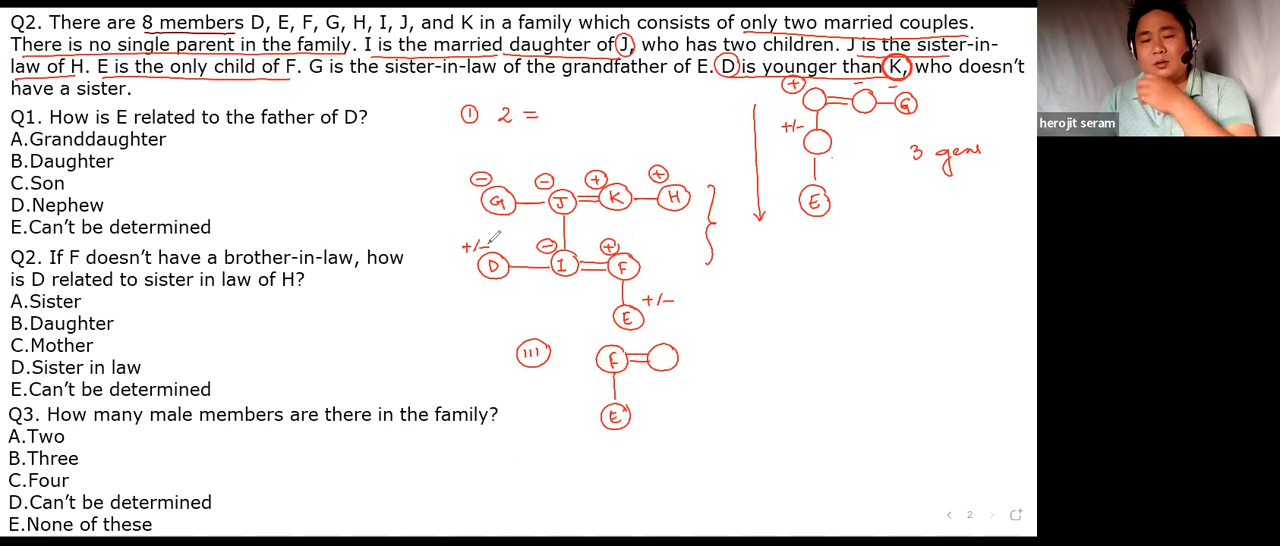 Q2. There are 8 members D, E, F, G, H, I, J, and K in a family which consists of only two married couples.
There is no single parent in the family. I is the married daughter of J, who has two children. J is the sister-in-
law of H. E is the only child of F. G is the sister-in-law of the grandfather of E. D is younger than K, who doesn't
have a sister.
Q1. How is E related to the father of D?
A.Granddaughter
B.Daughter
C.Son
D.Nephew
E.Can't be determined
Q2. If F doesn't have a brother-in-law, how
is D related to sister in law of H?
A.Sister
B.Daughter
C.Mother
D.Sister in law
E.Can't be determined
Q3. How many male members are there in the family?
A.Two
B.Three
C.Four
D.Can't be determined
E.None of these
① 2 =
- - + +
G J K H
+/- - +
D I F
+/-
E
III F
E
+ - -
G
+/-
3 gens
E
herojit seram
2